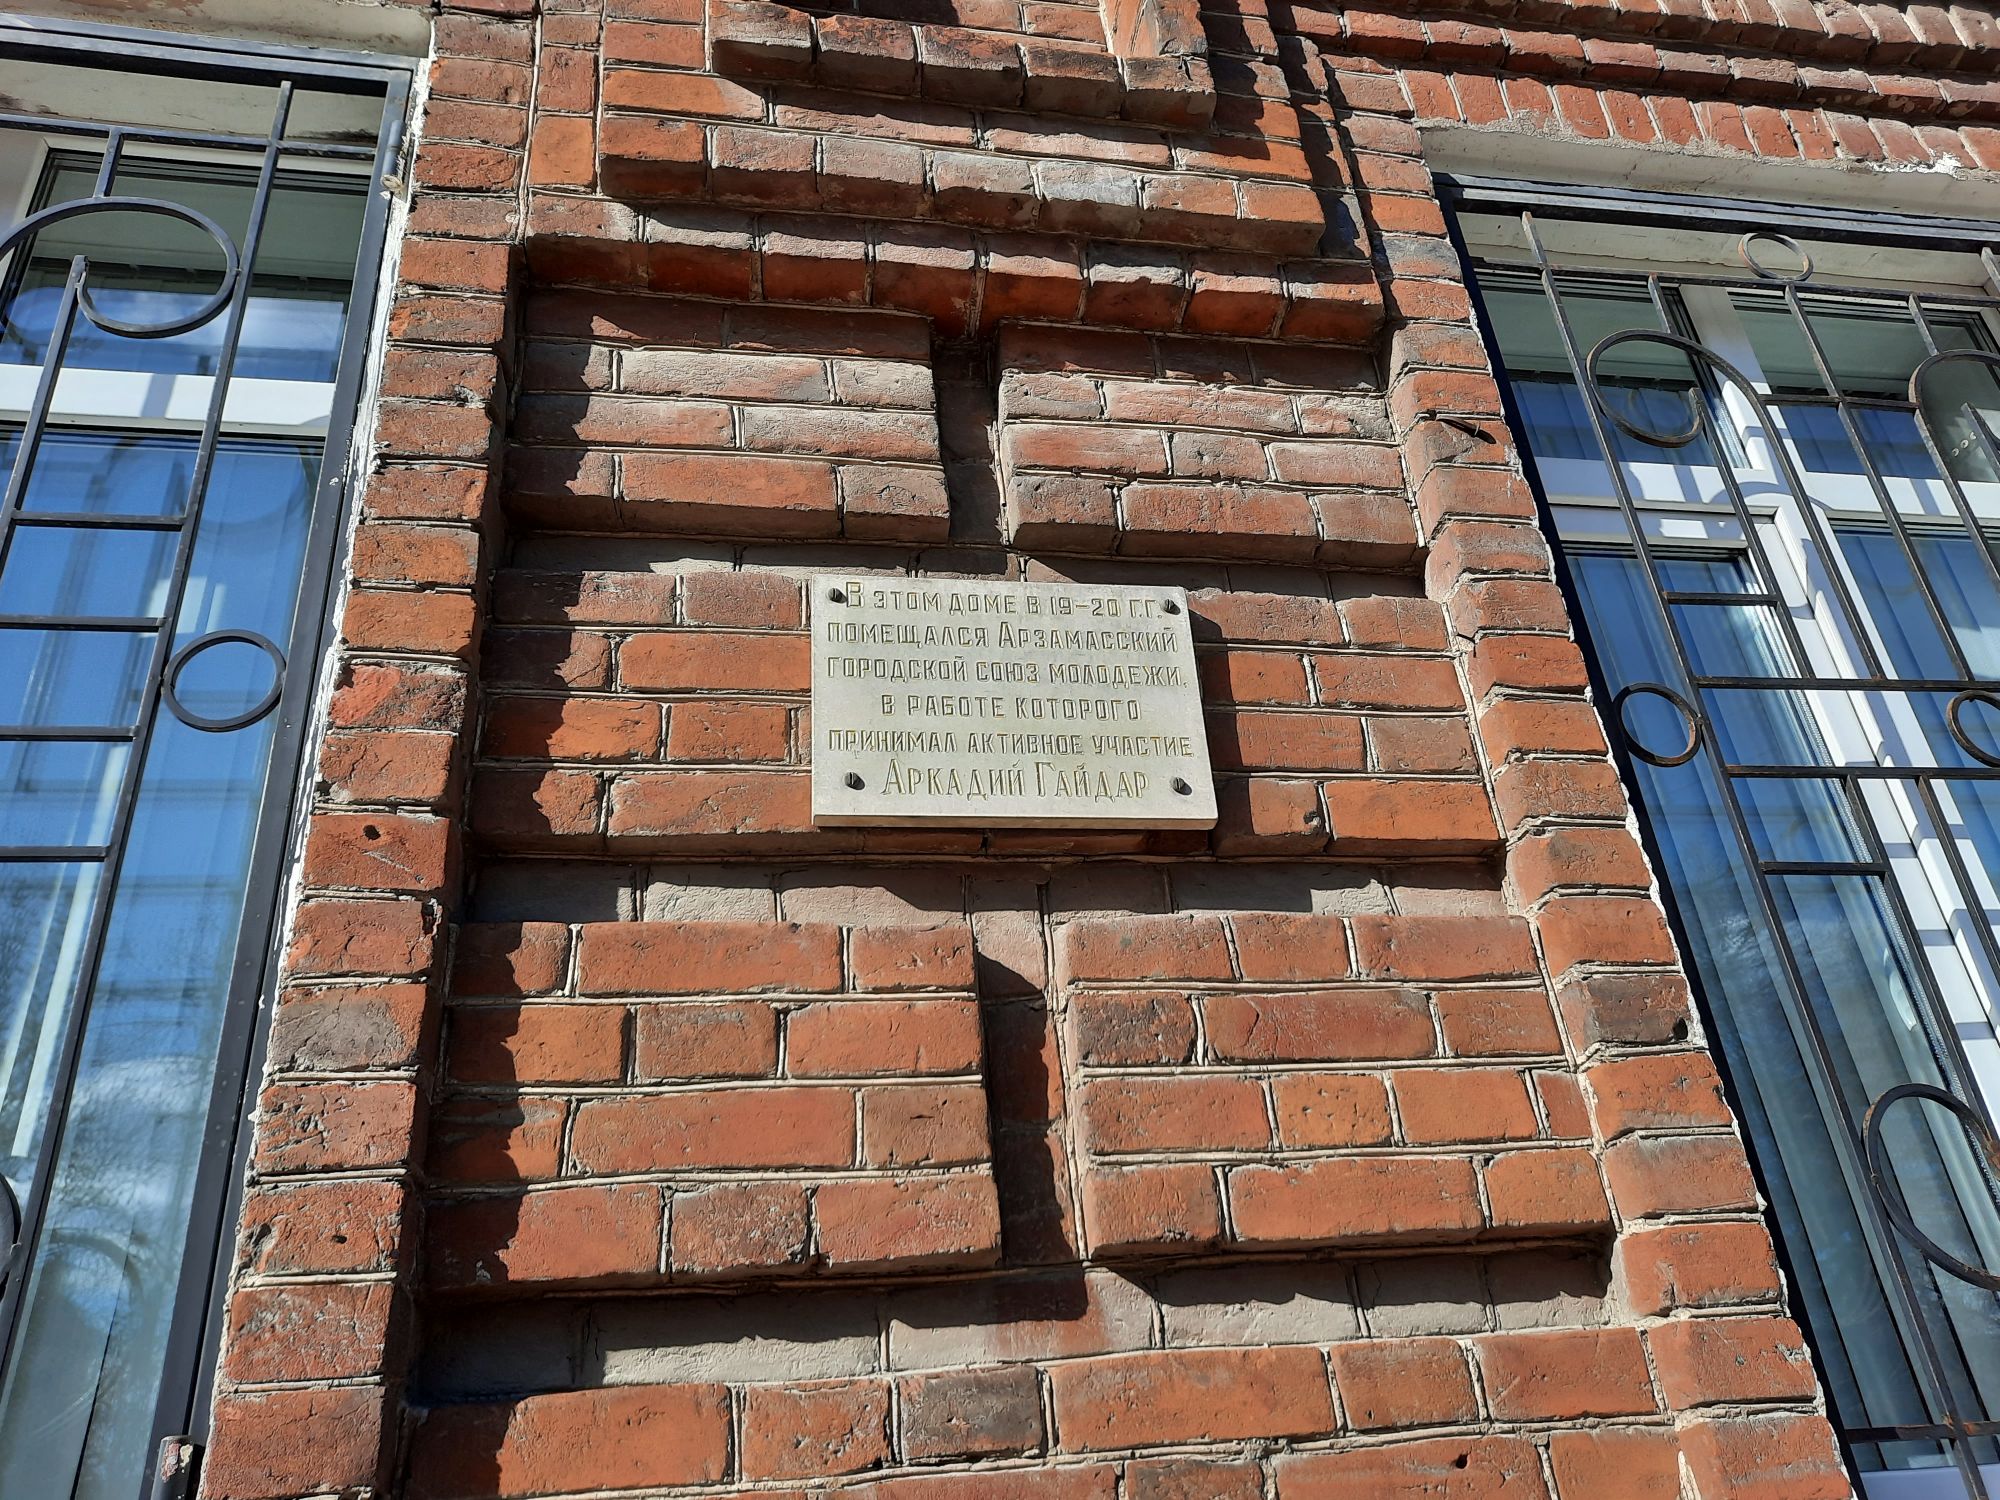 В этом доме в 19–20 г.г.
помещался Арзамасский
городской союз молодежи,
в работе которого
принимал активное участие
Аркадий Гайдар